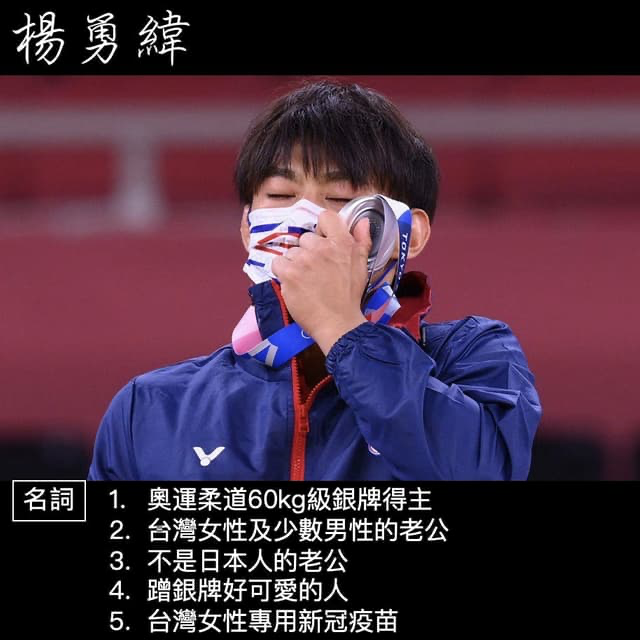 楊勇緯
TOKYO
名詞
1. 奧運柔道60kg級銀牌得主
2. 台灣女性及少數男性的老公
3. 不是日本人的老公
4. 蹭銀牌好可愛的人
5. 台灣女性專用新冠疫苗